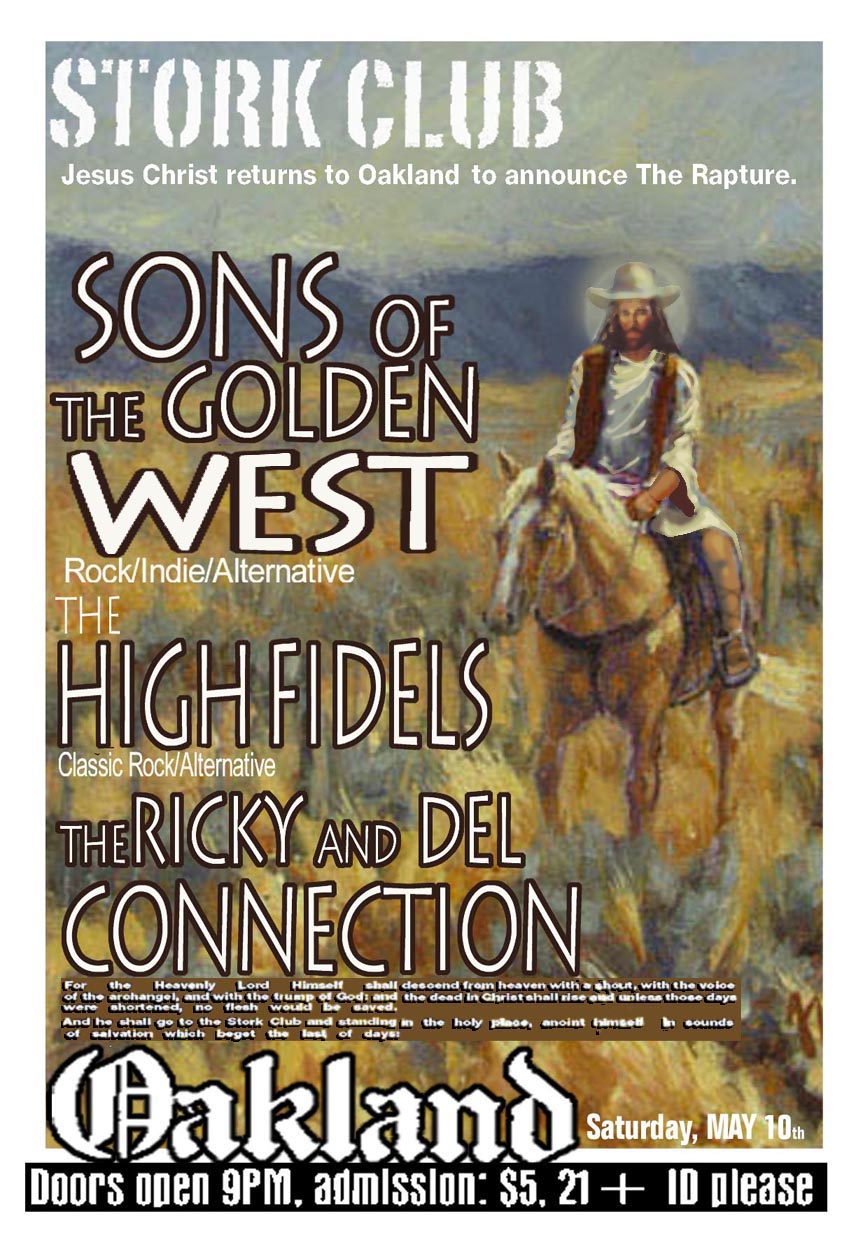 STORK CLUB
Jesus Christ returns to Oakland to announce The Rapture.
SONS OF
THE GOLDEN
WEST
Rock/Indie/Alternative
THE
HIGH FIDELS
Classic Rock/Alternative
THE RICKY AND DEL
CONNECTION
For the Heavenly Lord Himself shall descend from heaven with a shout, with the voice
of the archangel, and with the trump of God: and the dead in Christ shall rise and unless those days
were shortened, no flesh would be saved.
And he shall go to the Stork Club and standing in the holy place, anoint himself in sounds
of salvation which beget the last of days:
Oakland
Saturday, MAY 10th
Doors open 9PM, admission: $5, 21+ ID please